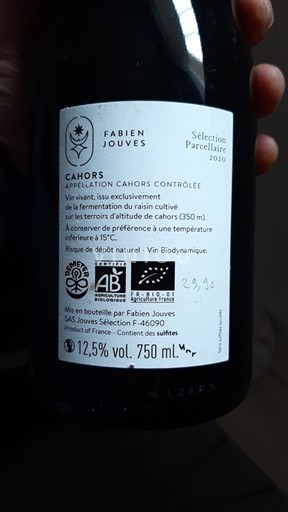 FABIEN
JOUVES
Sélection
Parcellaire
2020
CAHORS
APPELLATION CAHORS CONTRÔLÉE
Vin vivant, issu exclusivement
de la fermentation du raisin cultivé
sur les terroirs d'altitude de cahors (350 m).
À conserver de préférence à une température
inférieure à 15°C.
Risque de dépôt naturel - Vin Biodynamique.
DEMETER
CERTIFIÉ
AB
AGRICULTURE
BIOLOGIQUE
FR-BIO-01
Agriculture France
29,90
Mis en bouteille par Fabien Jouves
SAS Jouves Sélection F-46090
Product of France - Contient des sulfites
12,5% vol. 750 ml.